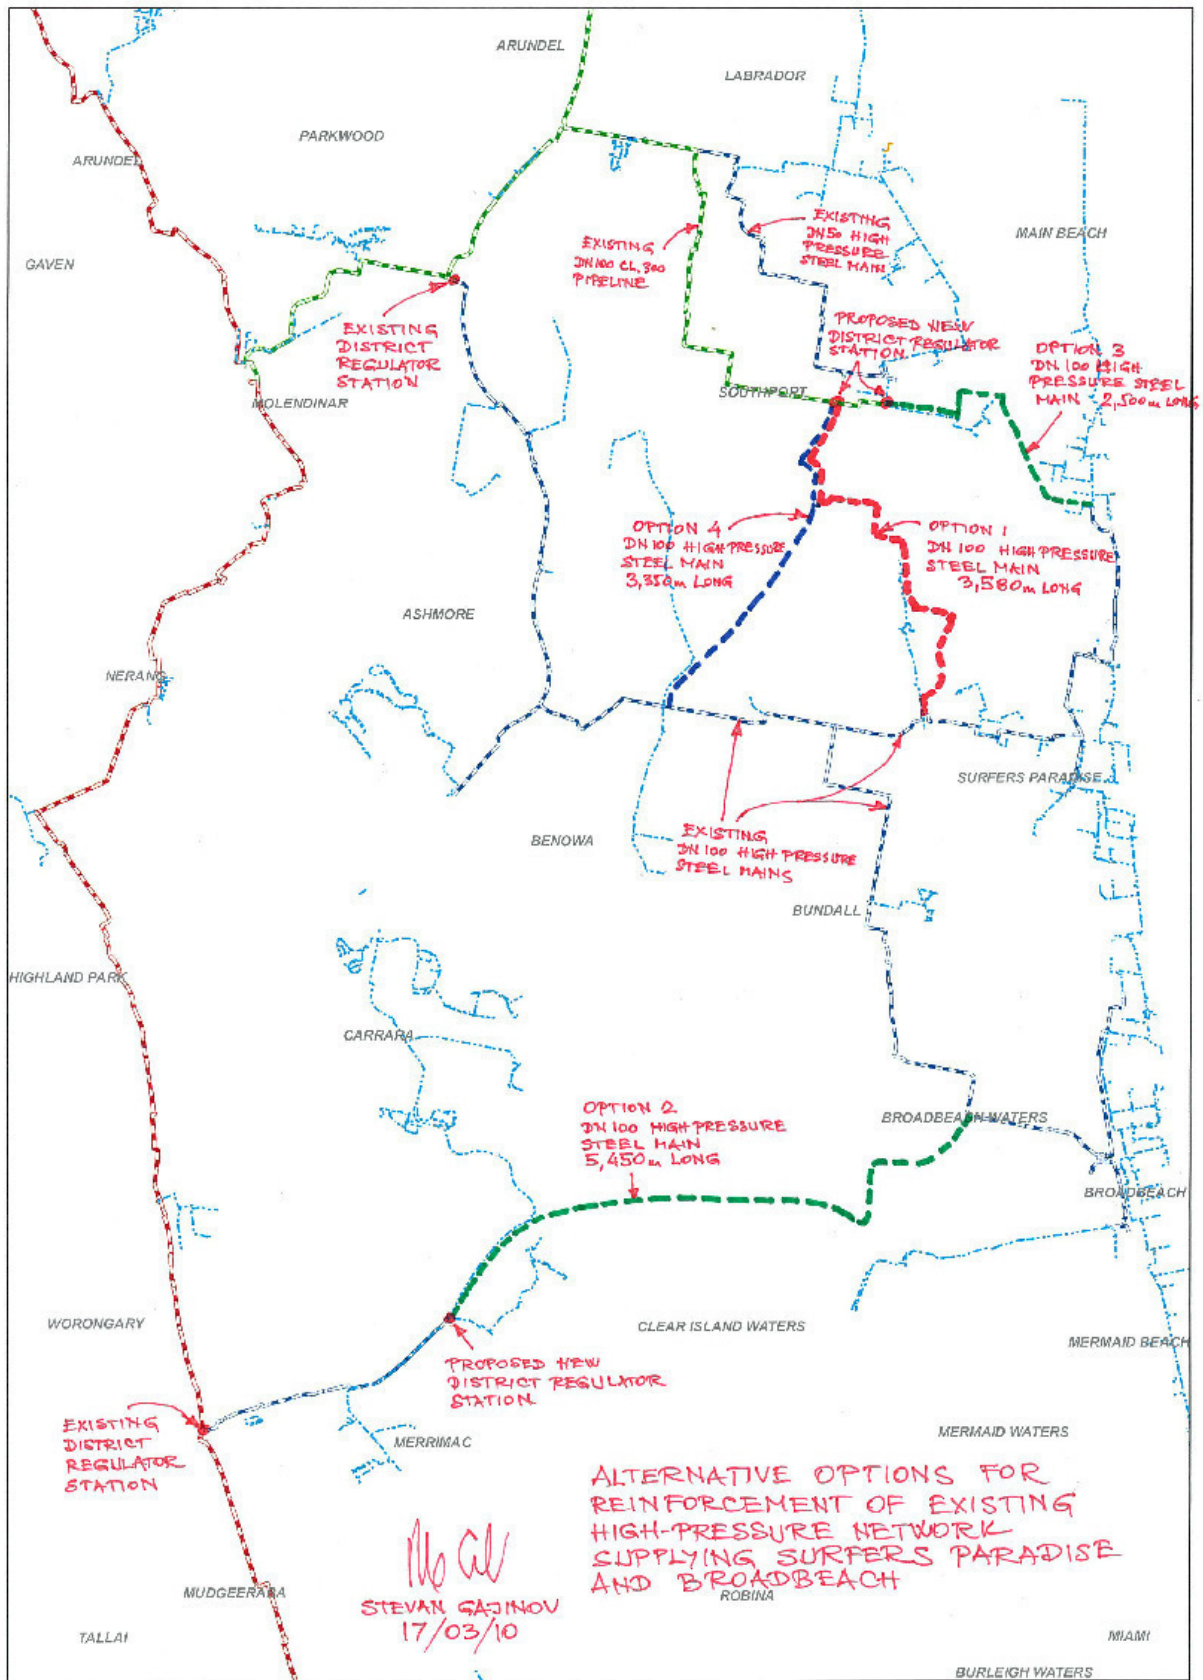 ARUNDEL
LABRADOR
PARKWOOD
ARUNDEL
GAVEN
MAIN BEACH
EXISTING
DN50 HIGH
PRESSURE
STEEL MAIN
EXISTING
DN100 CL.300
PIPELINE
EXISTING
DISTRICT
REGULATOR
STATION
PROPOSED NEW
DISTRICT REGULATOR
STATION
OPTION 3
DN 100 HIGH
PRESSURE STEEL
MAIN 2,500m LONG
SOUTHPORT
MOLENDINAR
OPTION 4
DN 100 HIGH PRESSURE
STEEL MAIN
3,350m LONG
OPTION 1
DN 100 HIGH PRESSURE
STEEL MAIN
3,580m LONG
ASHMORE
NERANG
SURFERS PARADISE
BENOWA
EXISTING
DN 100 HIGH PRESSURE
STEEL MAINS
BUNDALL
HIGHLAND PARK
CARRARA
OPTION 2
DN 100 HIGH PRESSURE
STEEL MAIN
5,450m LONG
BROADBEACH WATERS
BROADBEACH
WORONGARY
CLEAR ISLAND WATERS
MERMAID BEACH
PROPOSED NEW
DISTRICT REGULATOR
STATION
EXISTING
DISTRICT
REGULATOR
STATION
MERRIMAC
MERMAID WATERS
ALTERNATIVE OPTIONS FOR
REINFORCEMENT OF EXISTING
HIGH-PRESSURE NETWORK
SUPPLYING SURFERS PARADISE
AND BROADBEACH
STEVAN GAJINOV
17/03/10
MUDGEERABA
ROBINA
TALLAI
MIAMI
BURLEIGH WATERS